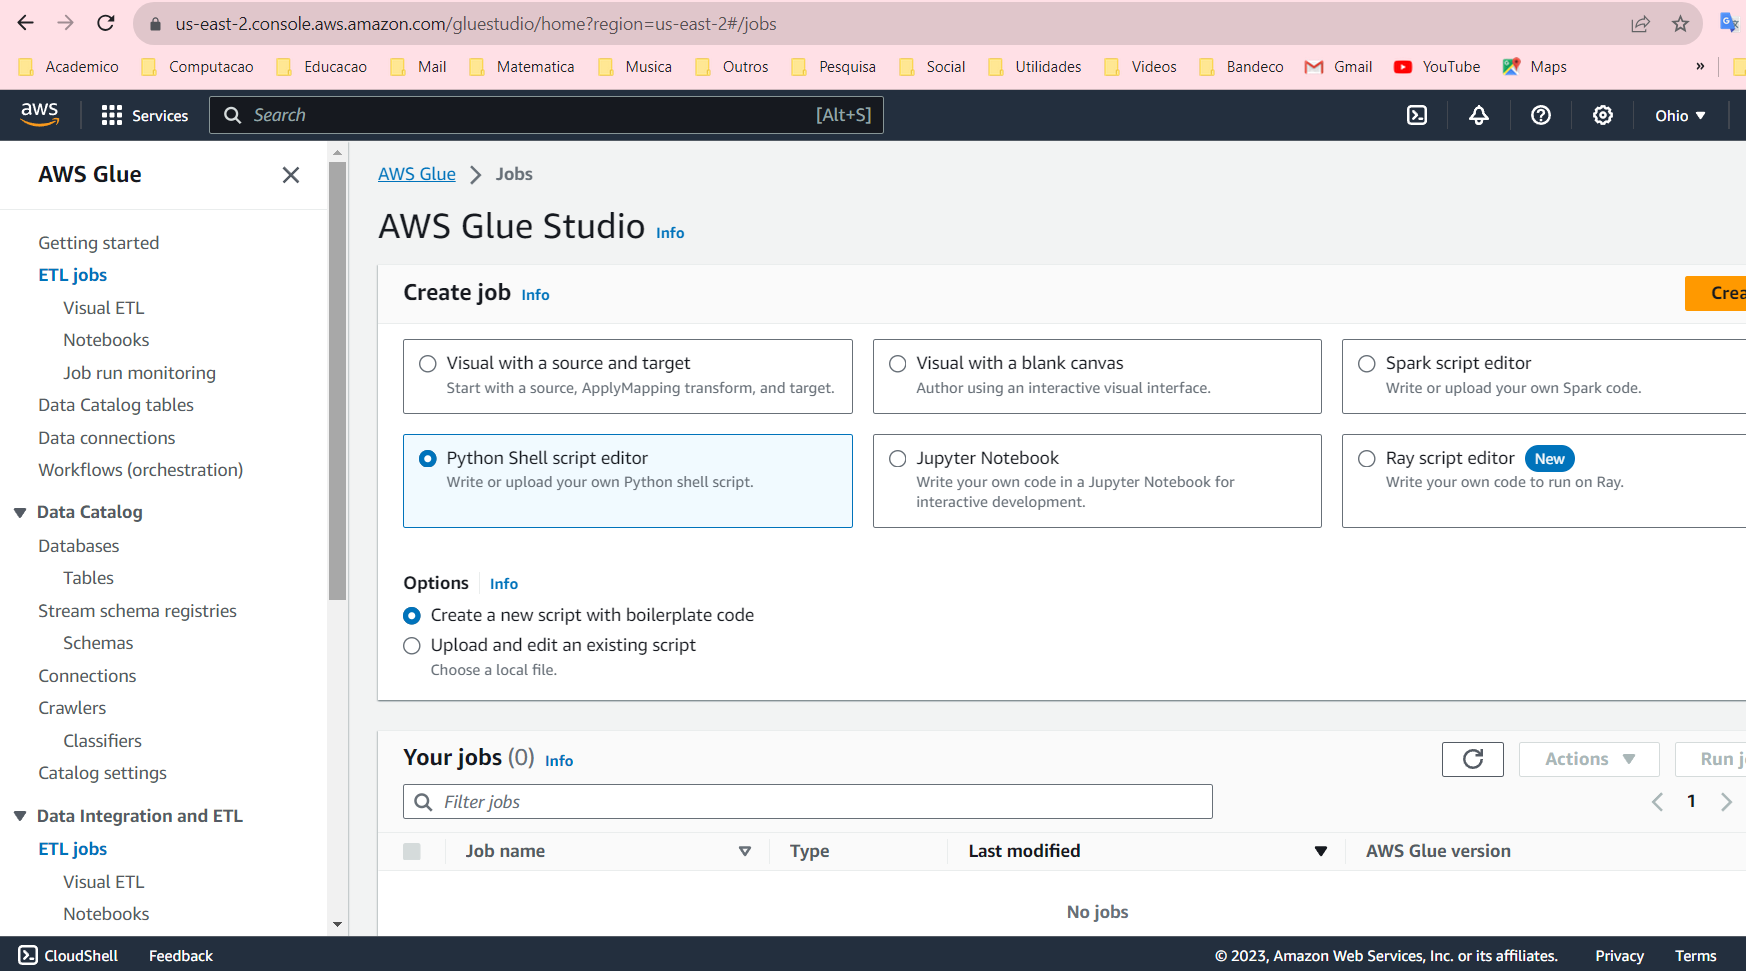 us-east-2.console.aws.amazon.com/gluestudio/home?region=us-east-2#/jobs
Academico Computacao Educacao Mail Matematica Musica Outros Pesquisa Social Utilidades Videos Bandeco Gmail YouTube Maps »
aws Services Search [Alt+S] Ohio
AWS Glue
Getting started
ETL jobs
Visual ETL
Notebooks
Job run monitoring
Data Catalog tables
Data connections
Workflows (orchestration)
Data Catalog
Databases
Tables
Stream schema registries
Schemas
Connections
Crawlers
Classifiers
Catalog settings
Data Integration and ETL
ETL jobs
Visual ETL
Notebooks
AWS Glue > Jobs
AWS Glue Studio Info
Create job Info
Crea
Visual with a source and target
Start with a source, ApplyMapping transform, and target.
Visual with a blank canvas
Author using an interactive visual interface.
Spark script editor
Write or upload your own Spark code.
Python Shell script editor
Write or upload your own Python shell script.
Jupyter Notebook
Write your own code in a Jupyter Notebook for
interactive development.
Ray script editor New
Write your own code to run on Ray.
Options Info
Create a new script with boilerplate code
Upload and edit an existing script
Choose a local file.
Your jobs (0) Info
Actions
Run j
Filter jobs
1
Job name Type Last modified AWS Glue version
No jobs
CloudShell Feedback © 2023, Amazon Web Services, Inc. or its affiliates. Privacy Terms